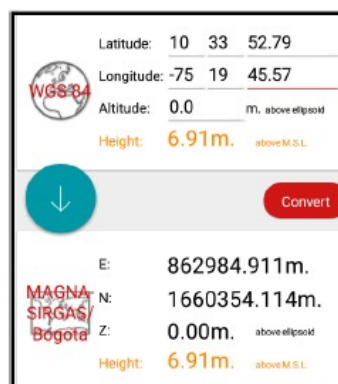 Latitude: 10 33 52.79
Longitude: -75 19 45.57
WGS 84
Altitude: 0.0 m. above ellipsoid
Height: 6.91m. above M.S.L.
Convert
E: 862984.911m.
MAGNA-SIRGAS/
N: 1660354.114m.
Bogota
Z: 0.00m. above ellipsoid
Height: 6.91m. above M.S.L.